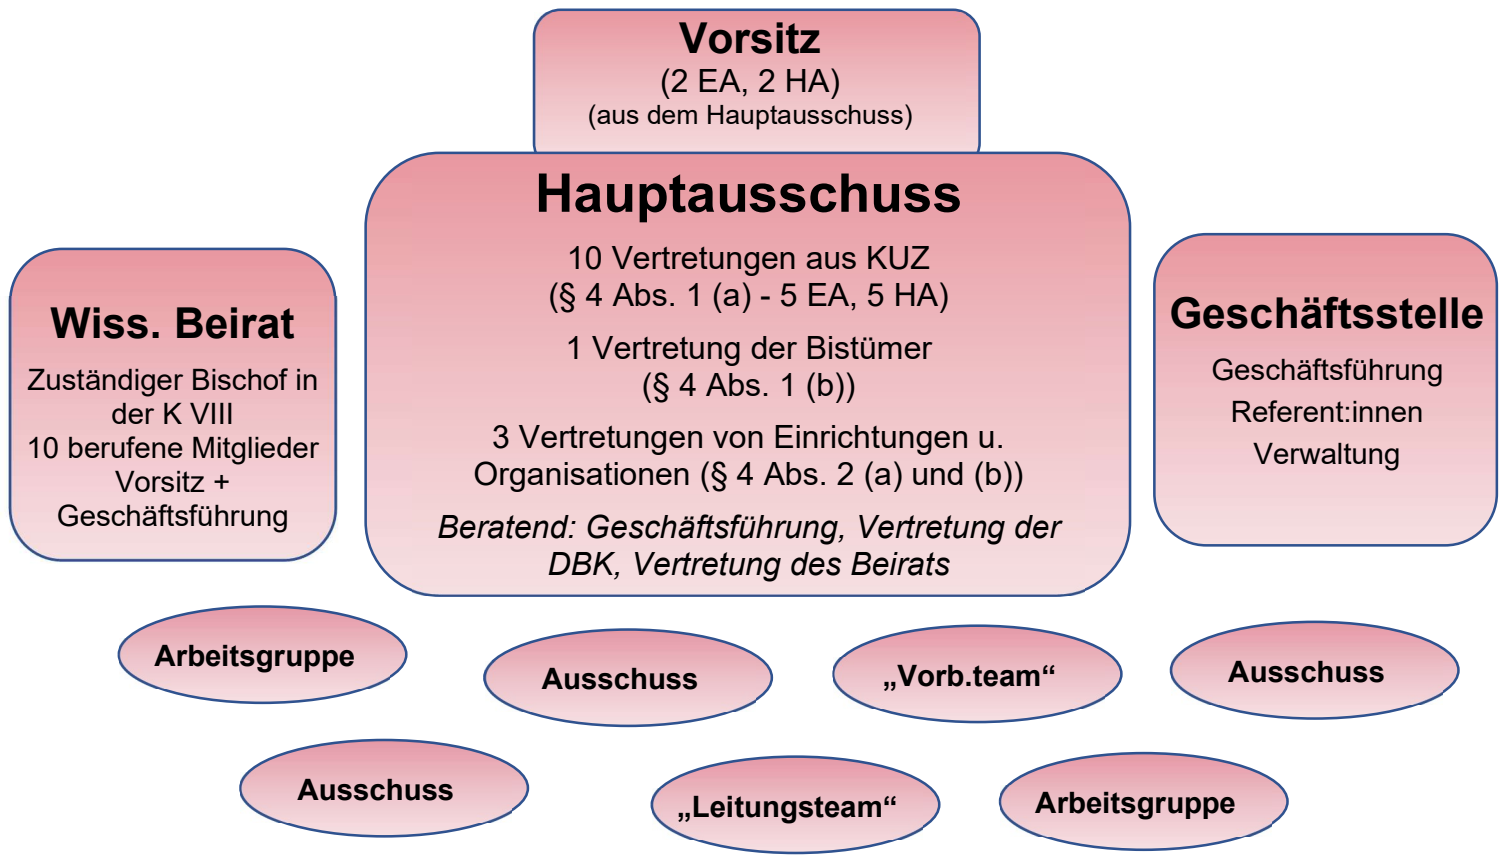 Vorsitz
(2 EA, 2 HA)
(aus dem Hauptausschuss)
Hauptausschuss
10 Vertretungen aus KUZ
(§ 4 Abs. 1 (a) - 5 EA, 5 HA)
1 Vertretung der Bistümer
(§ 4 Abs. 1 (b))
3 Vertretungen von Einrichtungen u.
Organisationen (§ 4 Abs. 2 (a) und (b))
Beratend: Geschäftsführung, Vertretung der
DBK, Vertretung des Beirats
Wiss. Beirat
Zuständiger Bischof in
der K VIII
10 berufene Mitglieder
Vorsitz +
Geschäftsführung
Geschäftsstelle
Geschäftsführung
Referent:innen
Verwaltung
Arbeitsgruppe
Ausschuss
„Vorb.team“
Ausschuss
Ausschuss
„Leitungsteam“
Arbeitsgruppe